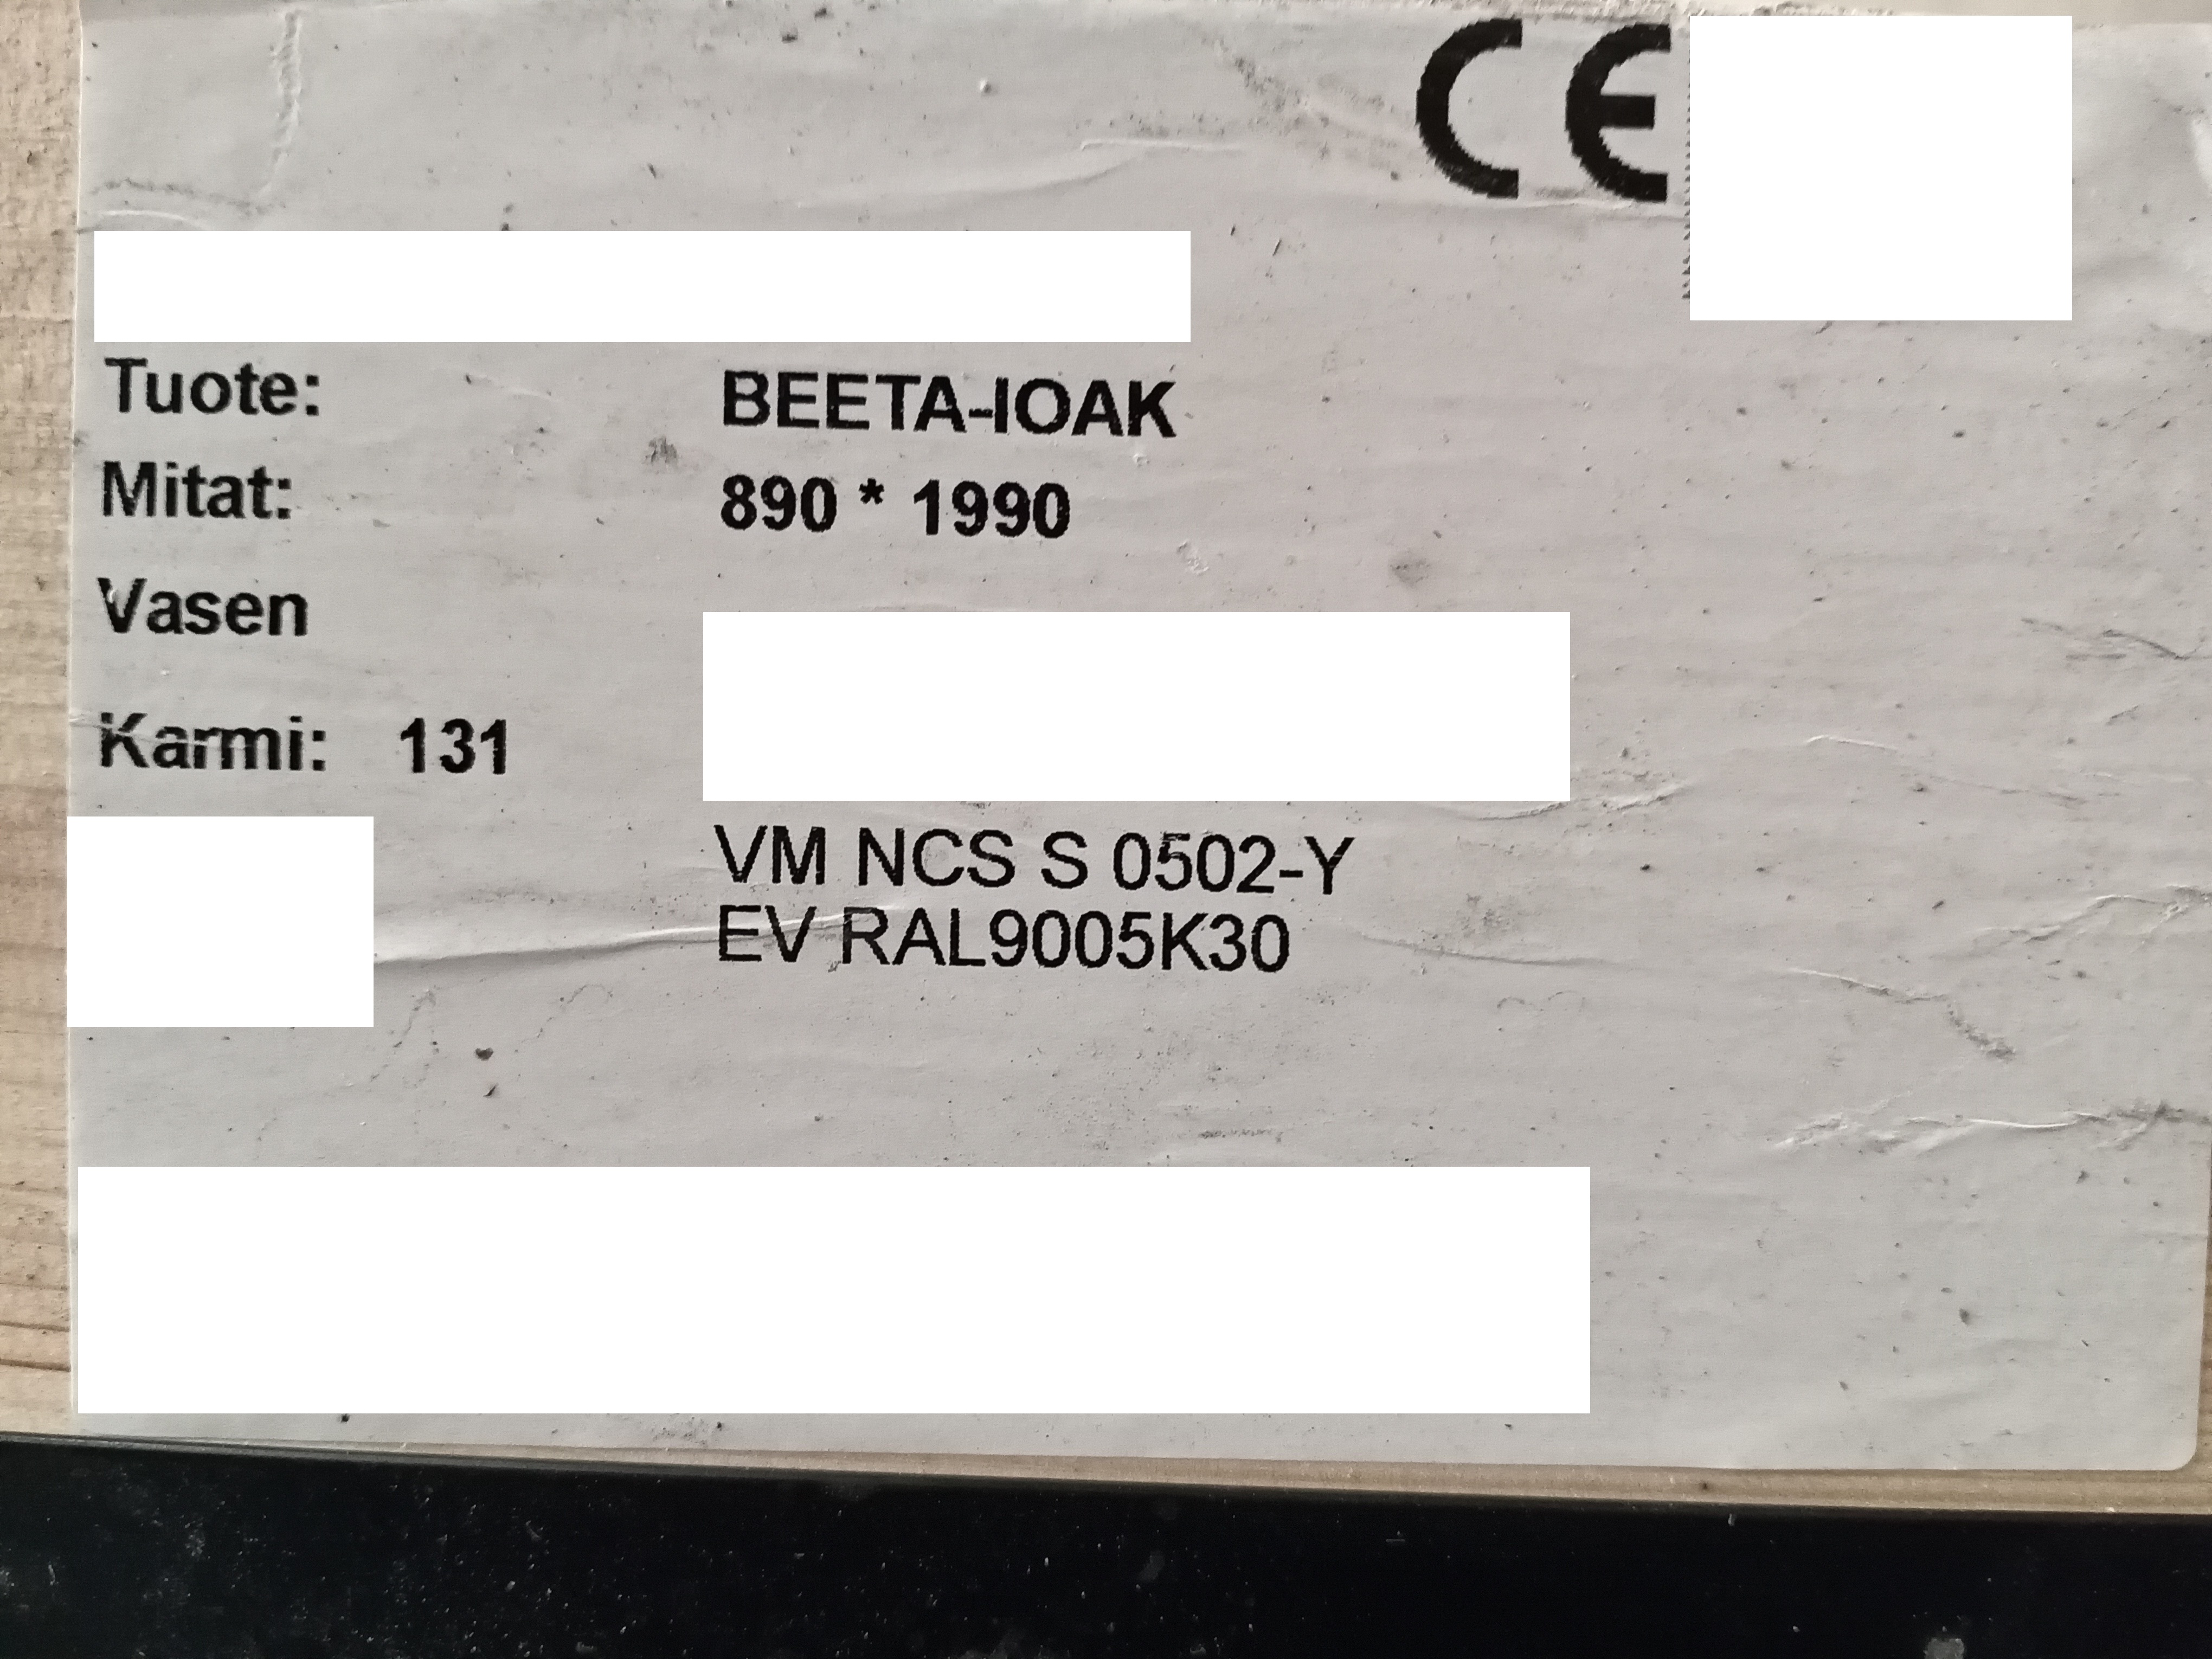 CE
Tuote: BEETA-IOAK
Mitat: 890 * 1990
Vasen
Karmi: 131
VM NCS S 0502-Y
EV RAL9005K30